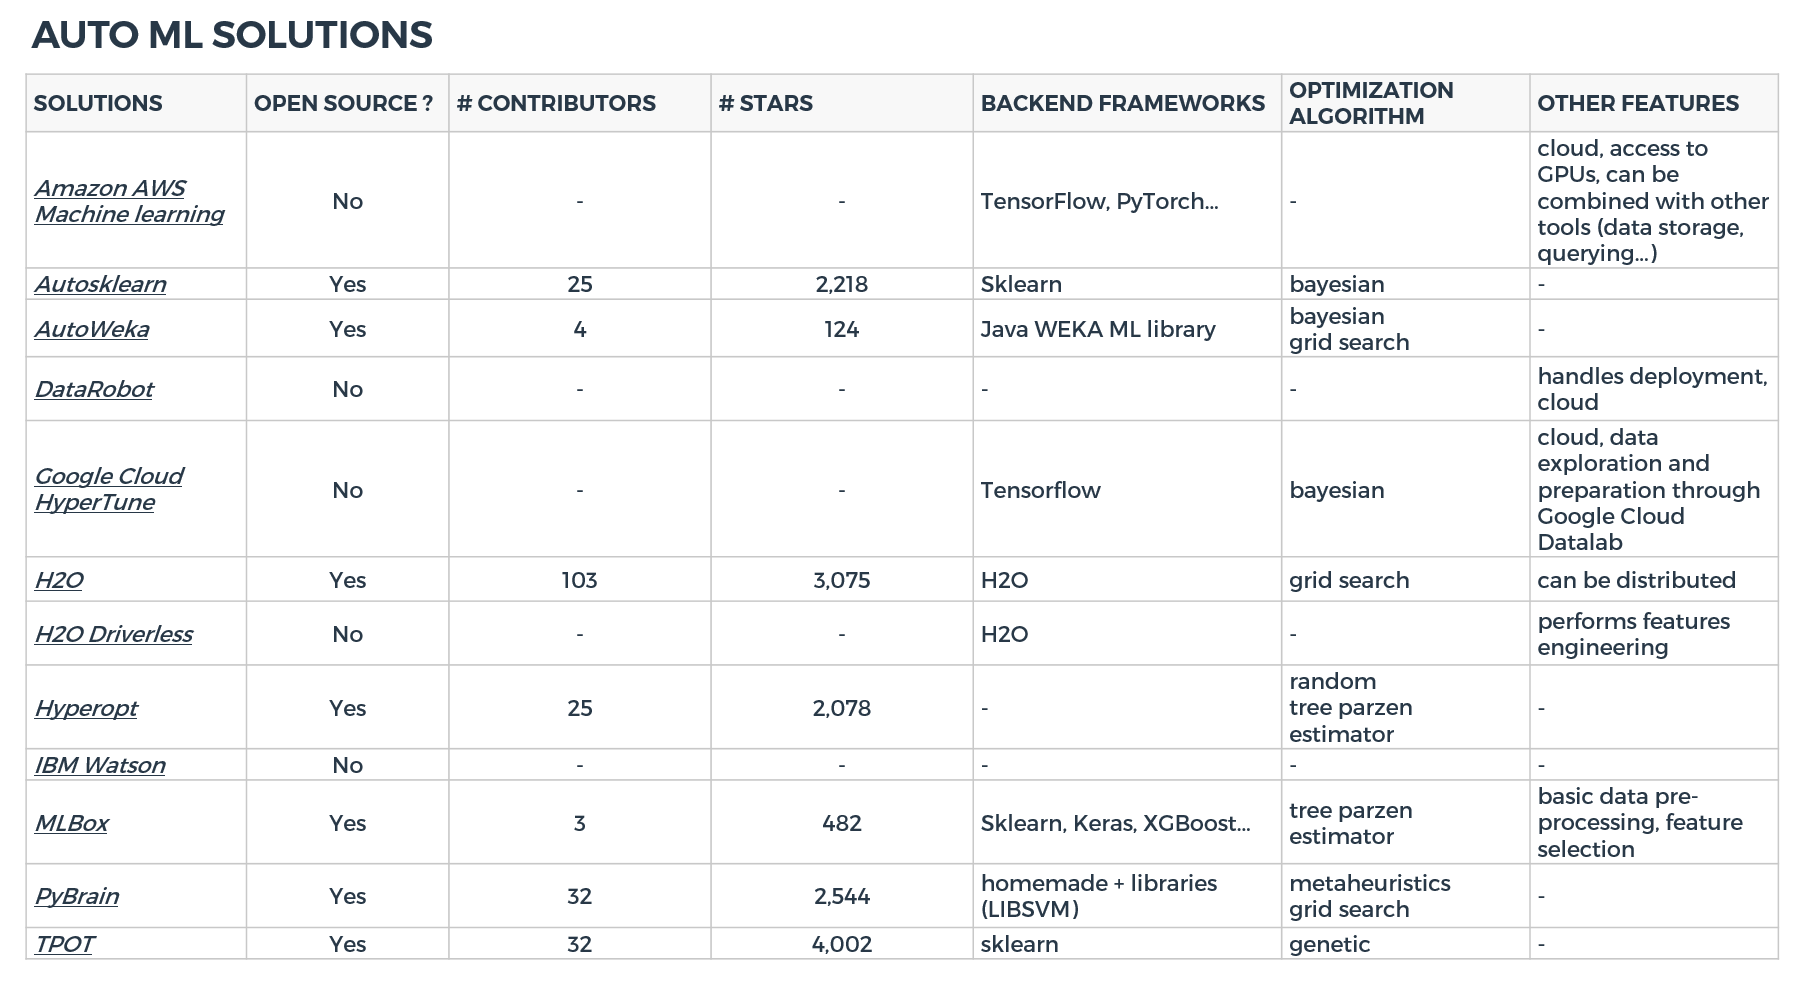 AUTO ML SOLUTIONS
SOLUTIONS OPEN SOURCE ? # CONTRIBUTORS # STARS BACKEND FRAMEWORKS OPTIMIZATION ALGORITHM OTHER FEATURES
Amazon AWS
Machine learning
No
-
-
TensorFlow, PyTorch...
-
cloud, access to
GPUs, can be
combined with other
tools (data storage,
querying...)
Autosklearn Yes 25 2,218 Sklearn bayesian -
AutoWeka Yes 4 124 Java WEKA ML library
bayesian
grid search
-
DataRobot No - - - -
handles deployment,
cloud
Google Cloud
HyperTune
No - - Tensorflow bayesian
cloud, data
exploration and
preparation through
Google Cloud
Datalab
H2O Yes 103 3,075 H2O grid search can be distributed
H2O Driverless No - - H2O -
performs features
engineering
Hyperopt Yes 25 2,078 -
random
tree parzen
estimator
-
IBM Watson No - - - - -
MLBox Yes 3 482 Sklearn, Keras, XGBoost...
tree parzen
estimator
basic data pre-
processing, feature
selection
PyBrain Yes 32 2,544
homemade + libraries
(LIBSVM)
metaheuristics
grid search
-
TPOT Yes 32 4,002 sklearn genetic -